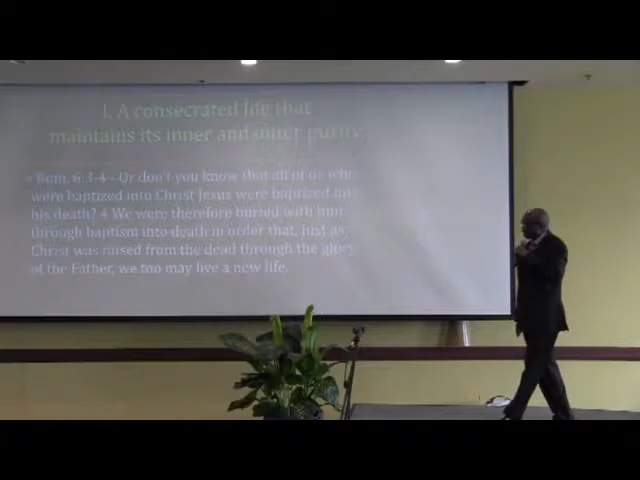 I. A consecrated life that
maintains its inner and outer purity.
Rom. 6:3-4 - Or don't you know that all of us who
were baptized into Christ Jesus were baptized into
his death? 4 We were therefore buried with him
through baptism into death in order that, just as
Christ was raised from the dead through the glory
of the Father, we too may live a new life.